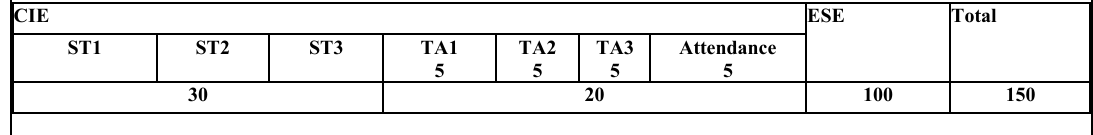 CIE ESE Total
ST1 ST2 ST3 TA1 TA2 TA3 Attendance
5 5 5 5
30 20 100 150